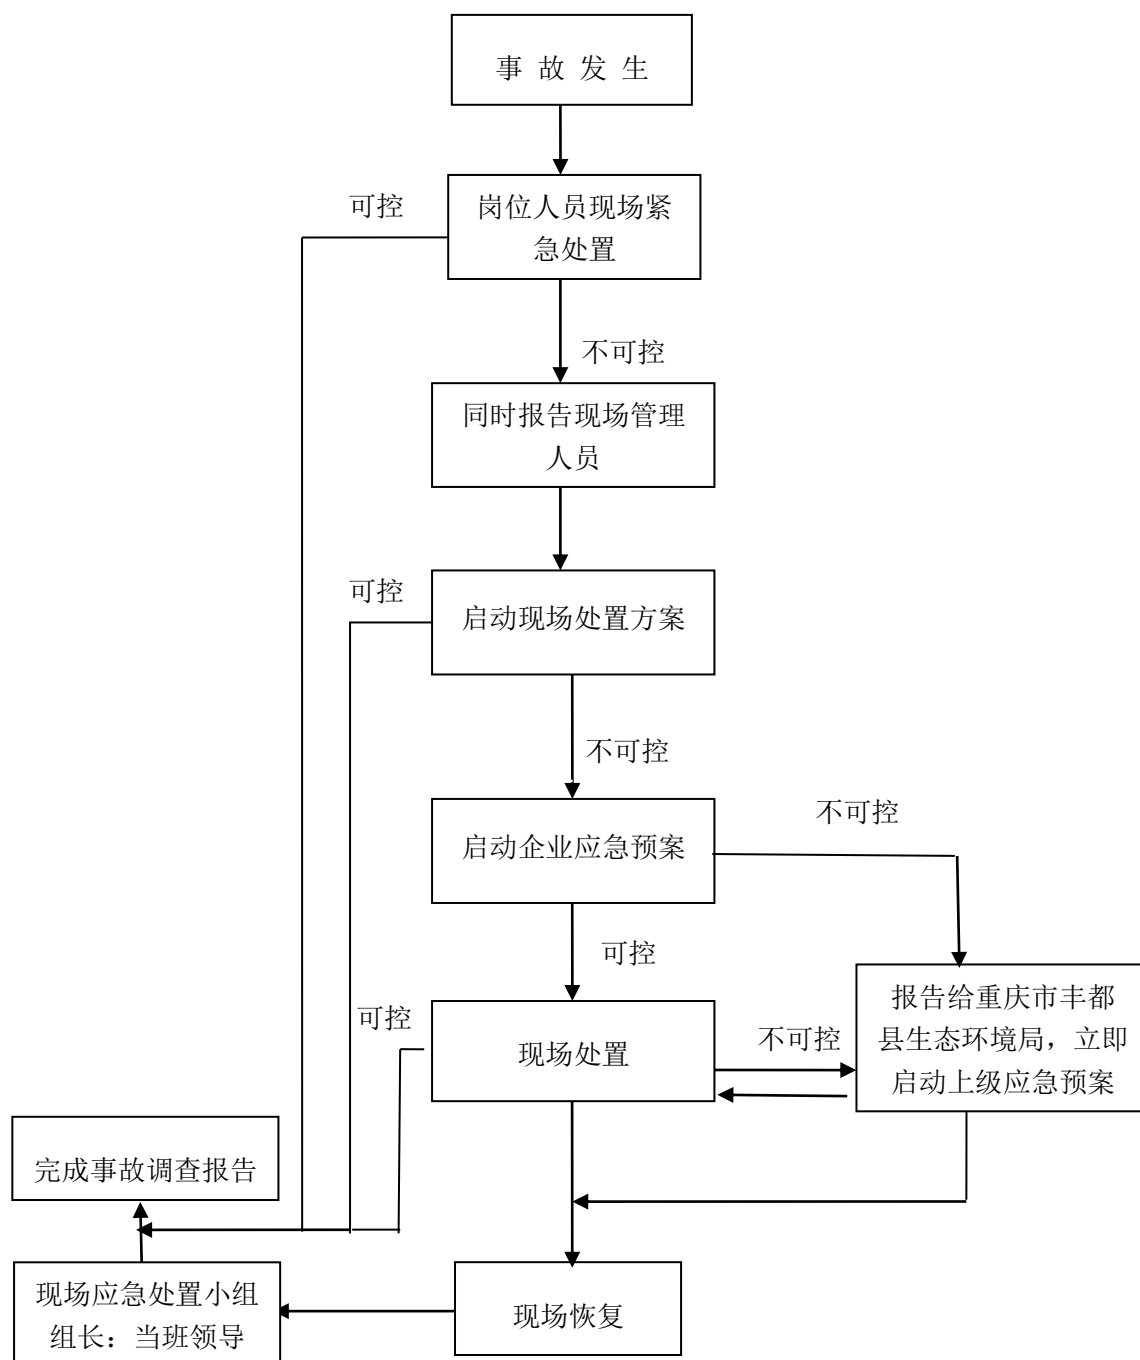 事 故 发 生
可控
岗位人员现场紧
急处置
不可控
同时报告现场管理
人员
可控
启动现场处置方案
不可控
不可控
启动企业应急预案
可控
可控
现场处置
不可控
报告给重庆市丰都
县生态环境局，立即
启动上级应急预案
完成事故调查报告
现场应急处置小组
组长：当班领导
现场恢复